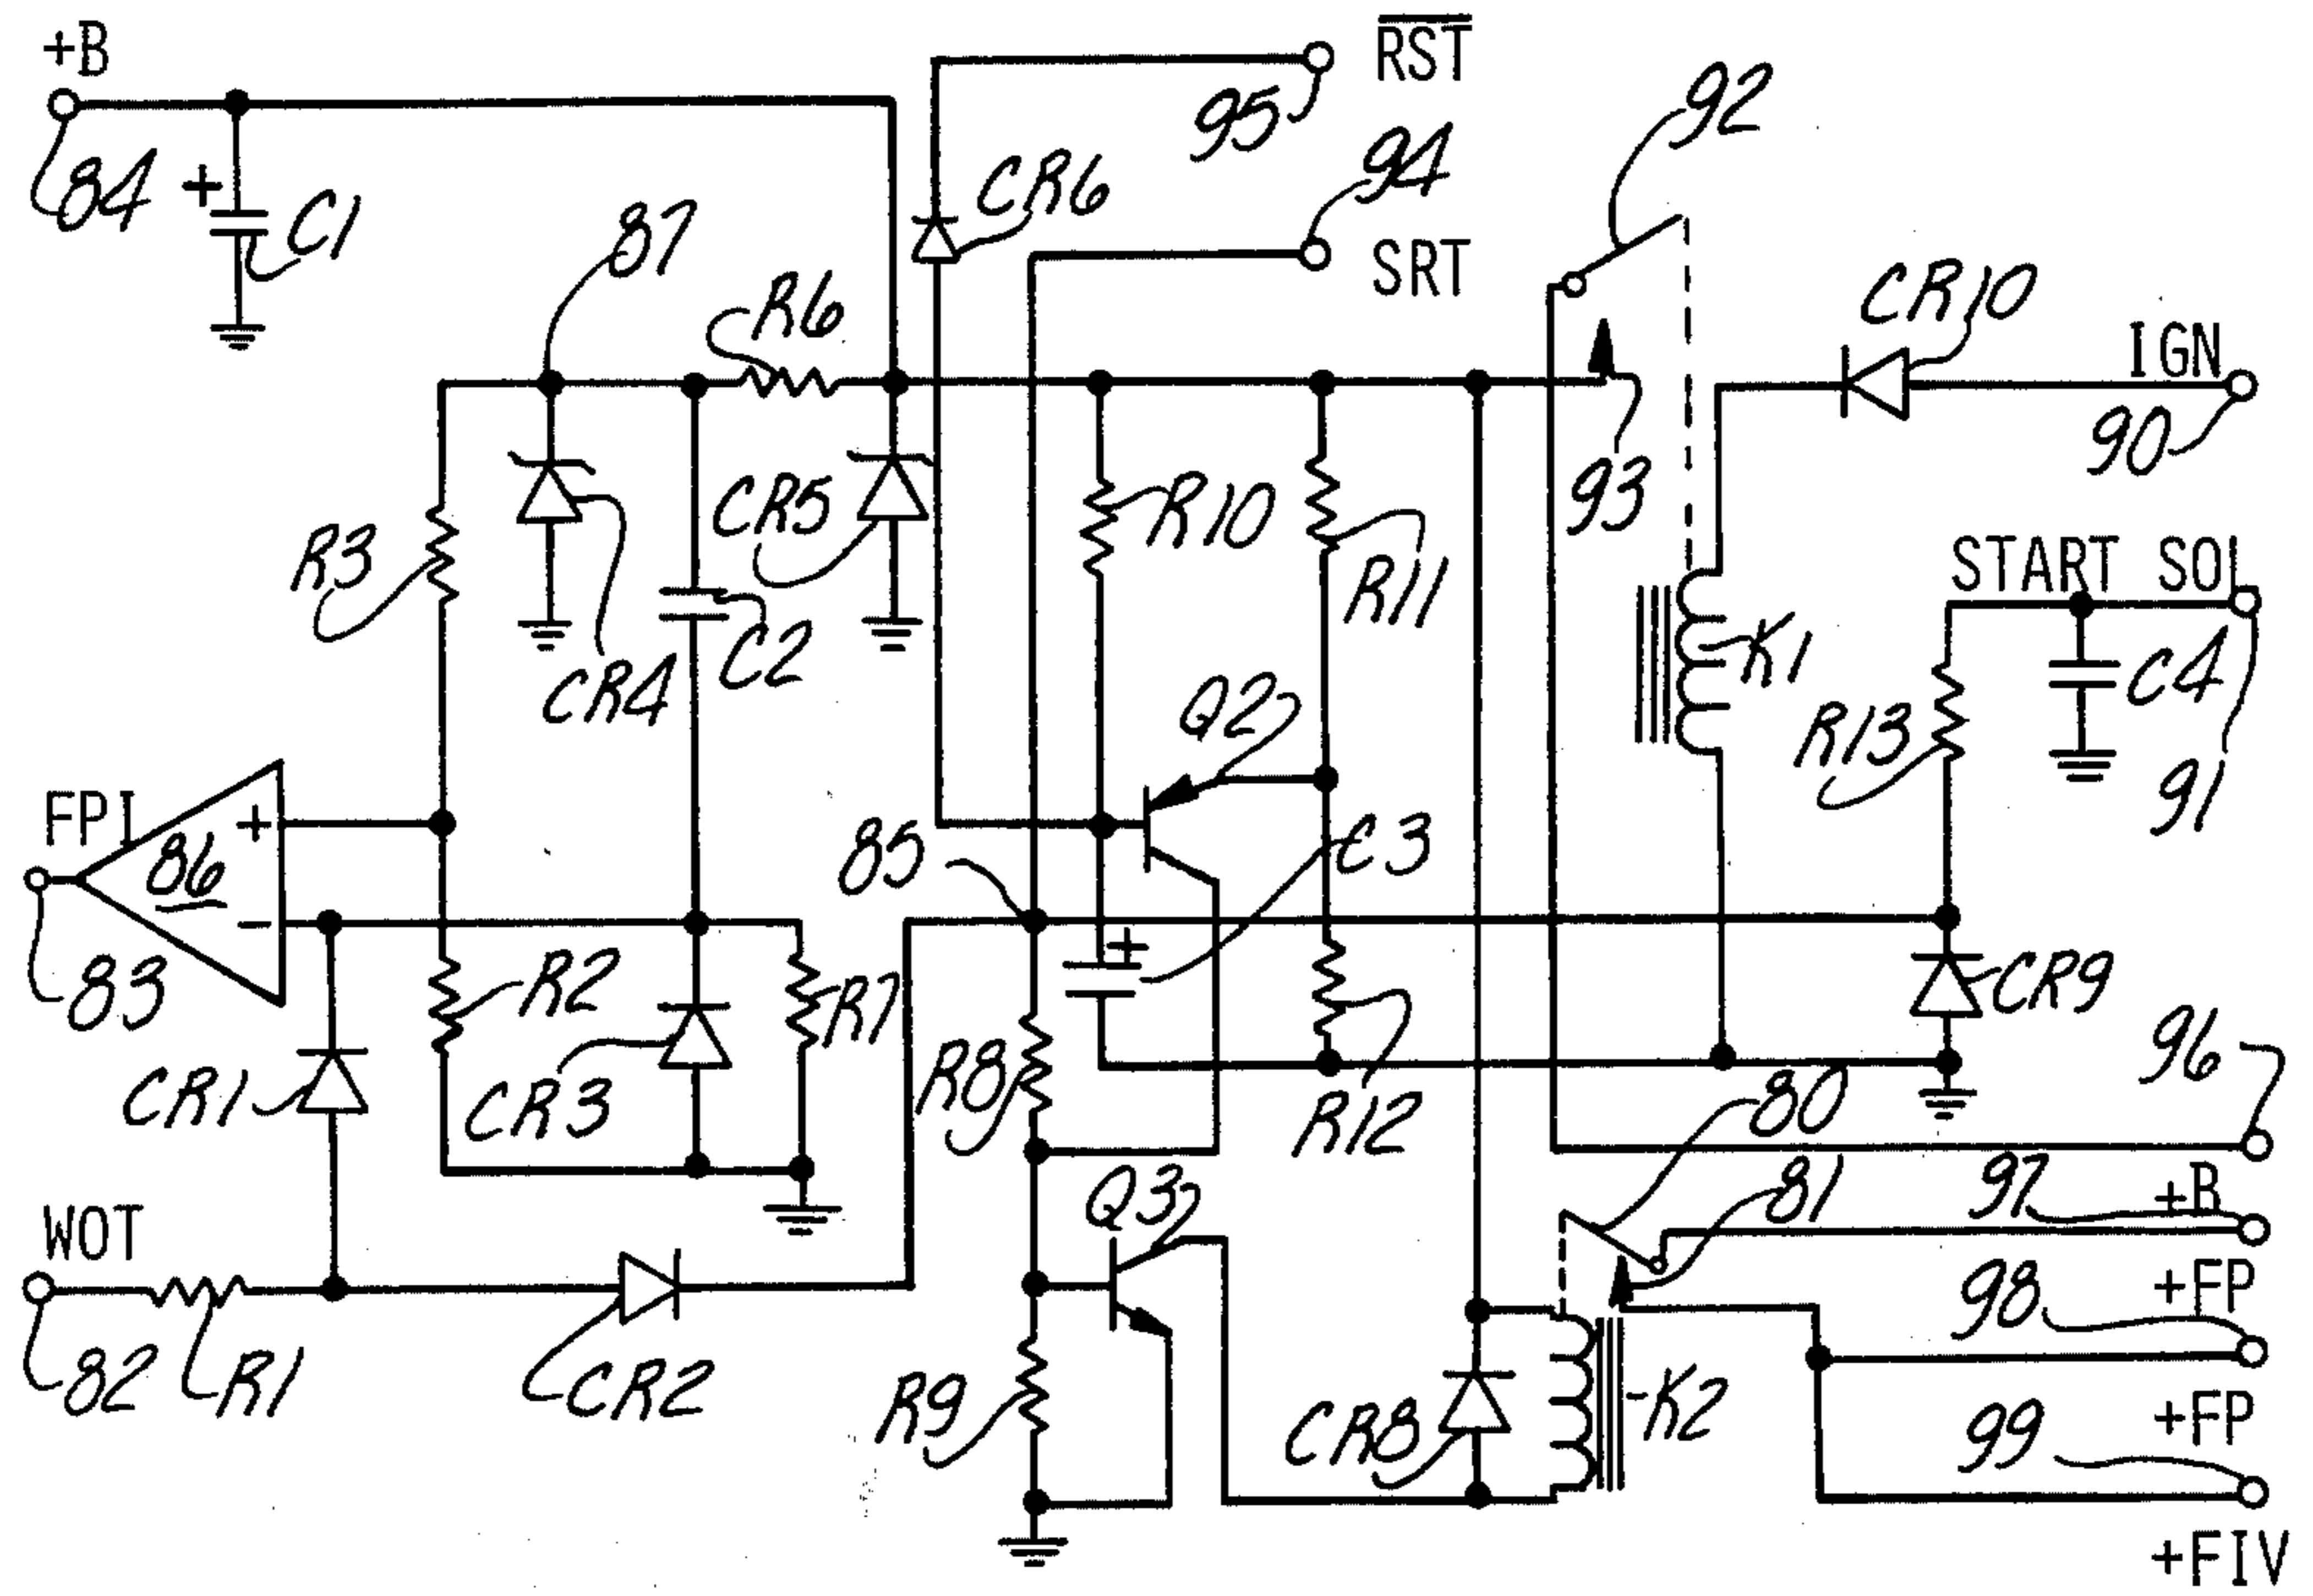 +B
RST
95
92
94
84
+
C1
87
CR6
SRT
R6
CR10
IGN
90
93
R3
CR5
R10
R11
START SOL
CR4
C2
K1
C4
R13
91
Q2
FPI
86
+
−
83
85
C3
+
R2
R7
CR9
96
CR1
CR3
R8
R12
80
81
97
+B
WOT
82
R1
CR2
Q3
98
+FP
R9
CR8
K2
99
+FP
+FIV